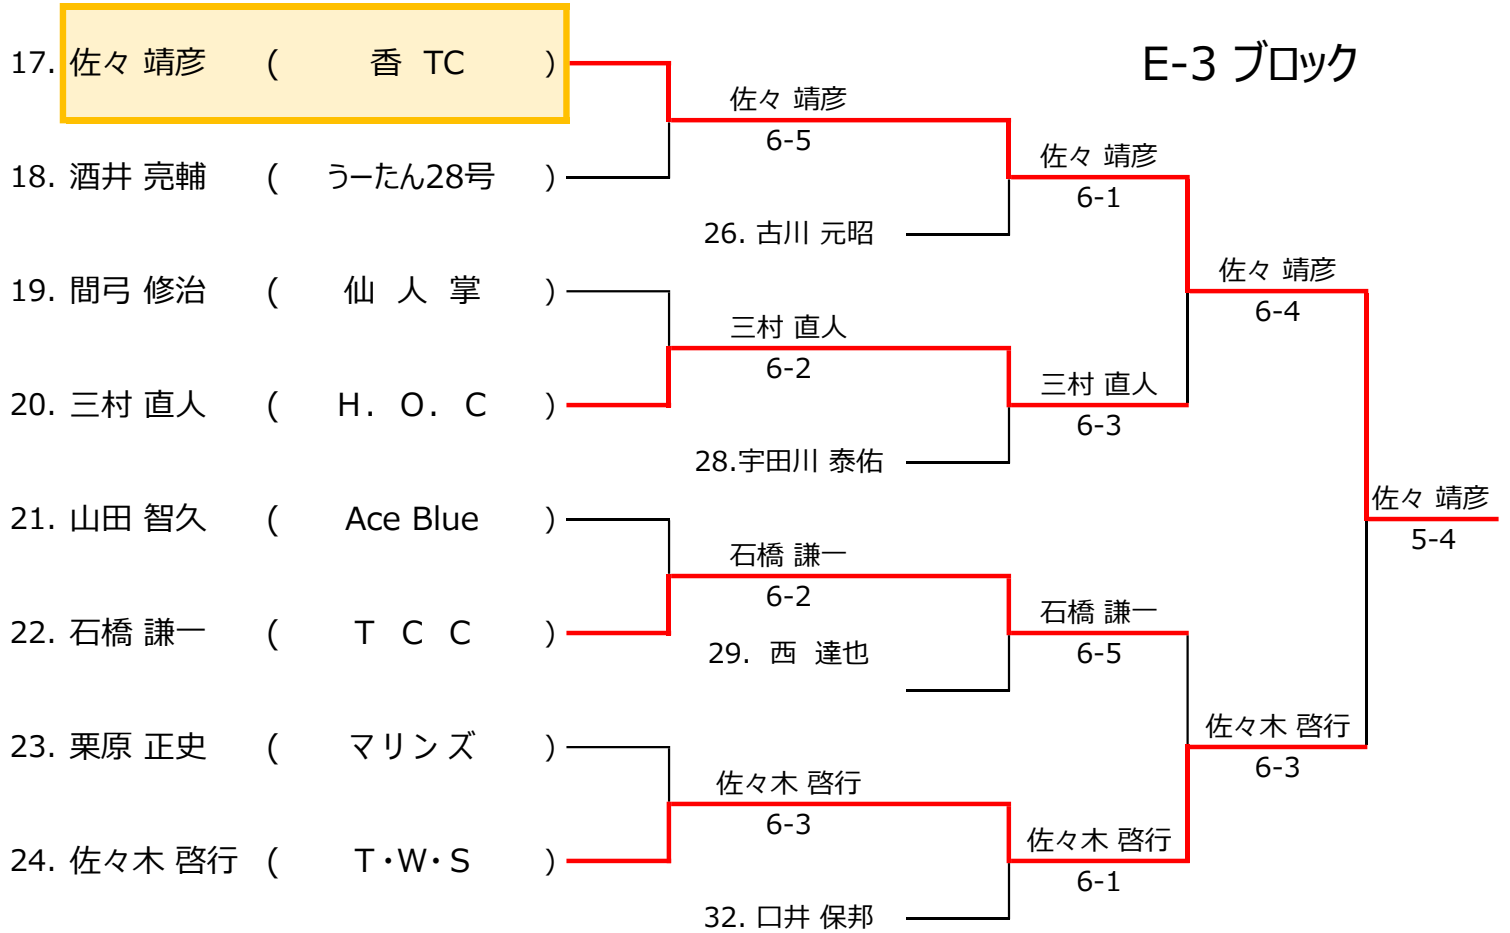 E-3 ブロック
17. 佐々 靖彦 ( 香 TC )
佐々 靖彦
6-5
佐々 靖彦
6-1
18. 酒井 亮輔 ( うーたん28号 )
26. 古川 元昭
佐々 靖彦
6-4
19. 間弓 修治 ( 仙 人 掌 )
三村 直人
6-2
三村 直人
6-3
20. 三村 直人 ( H. O. C )
28.宇田川 泰佑
佐々 靖彦
5-4
21. 山田 智久 ( Ace Blue )
石橋 謙一
6-2
石橋 謙一
6-5
22. 石橋 謙一 ( T C C )
29. 西 達也
佐々木 啓行
6-3
23. 栗原 正史 ( マリンズ )
佐々木 啓行
6-3
佐々木 啓行
6-1
24. 佐々木 啓行 ( T・W・S )
32. 口井 保邦